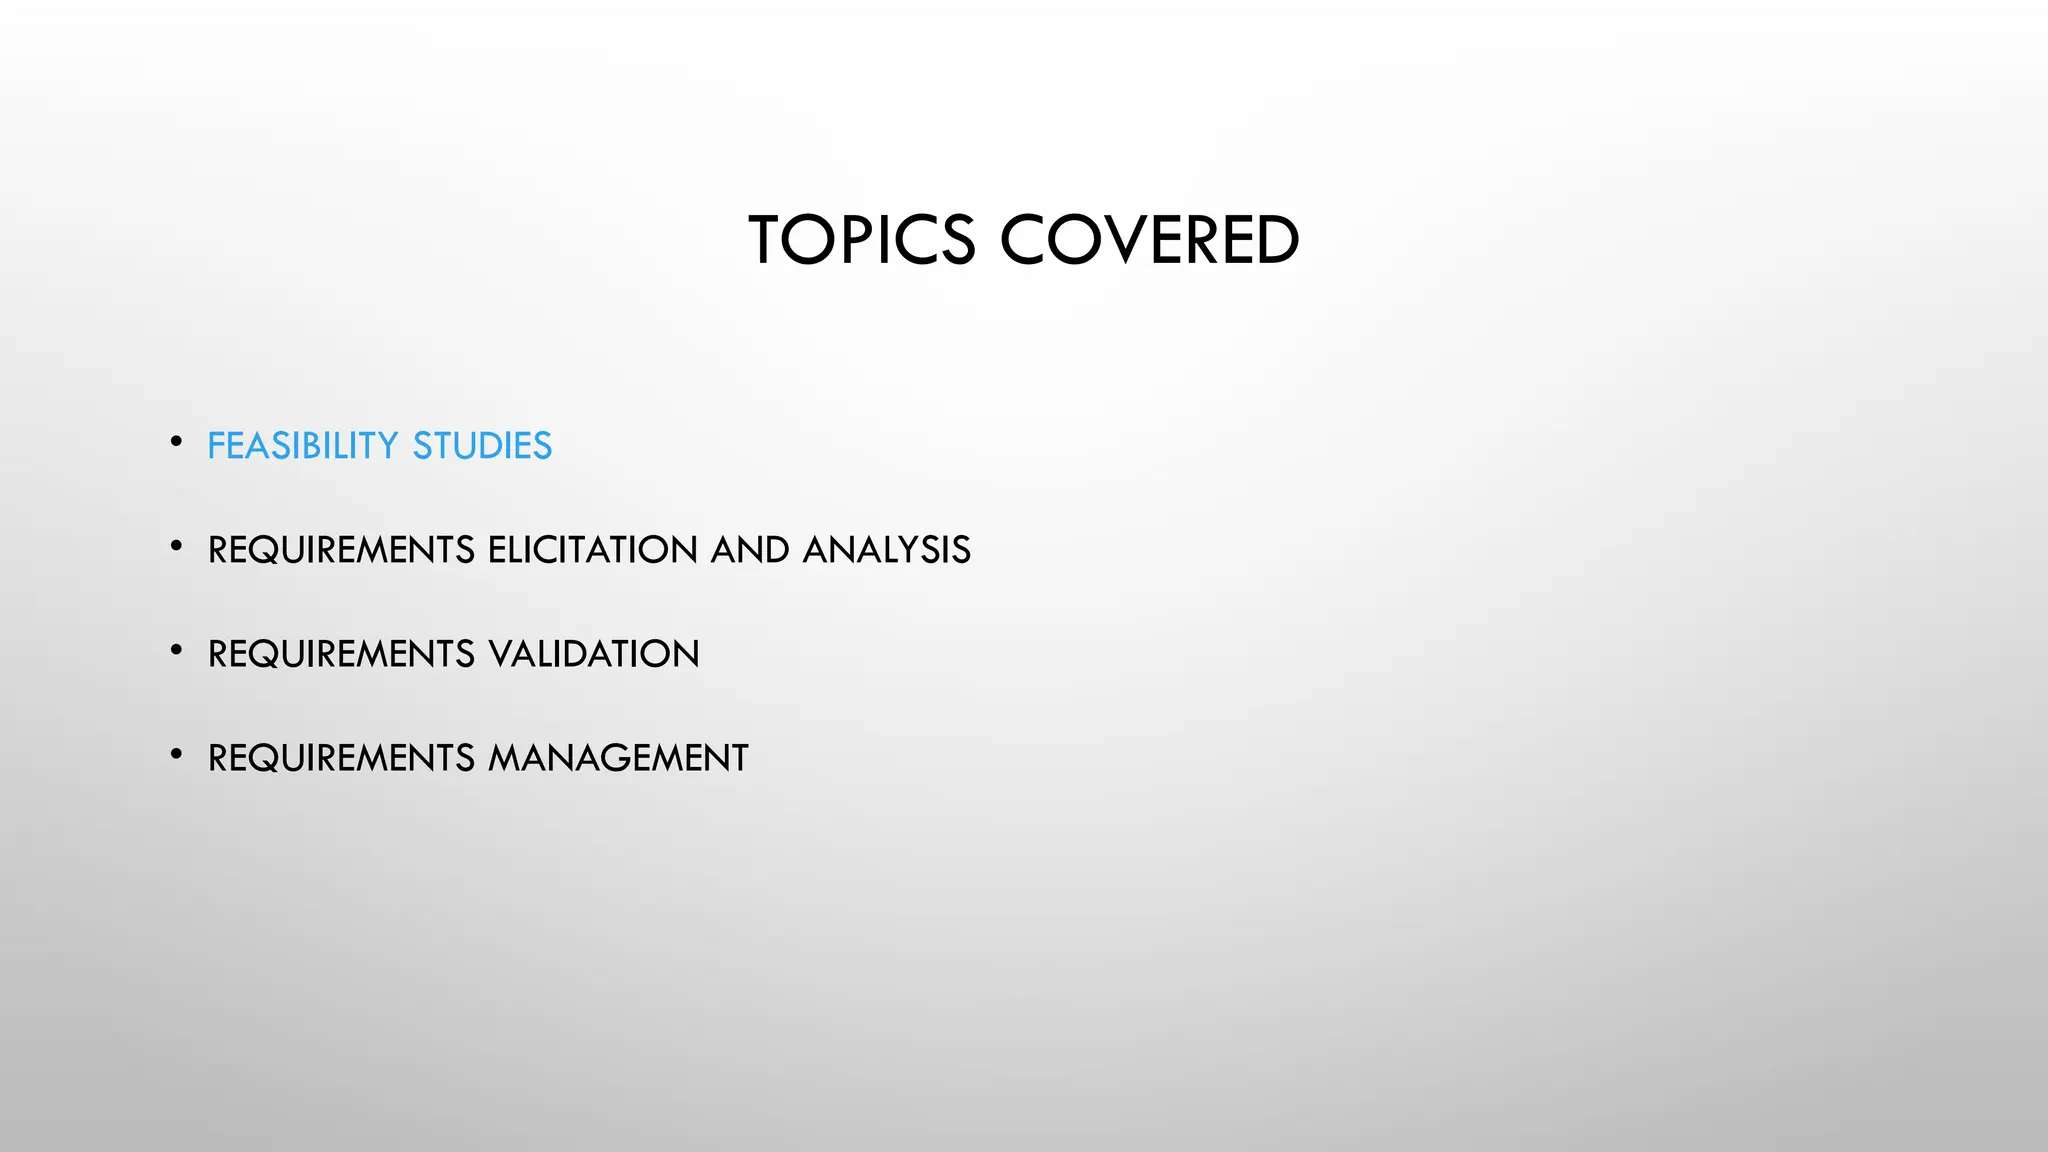 TOPICS COVERED
• FEASIBILITY STUDIES
• REQUIREMENTS ELICITATION AND ANALYSIS
• REQUIREMENTS VALIDATION
• REQUIREMENTS MANAGEMENT